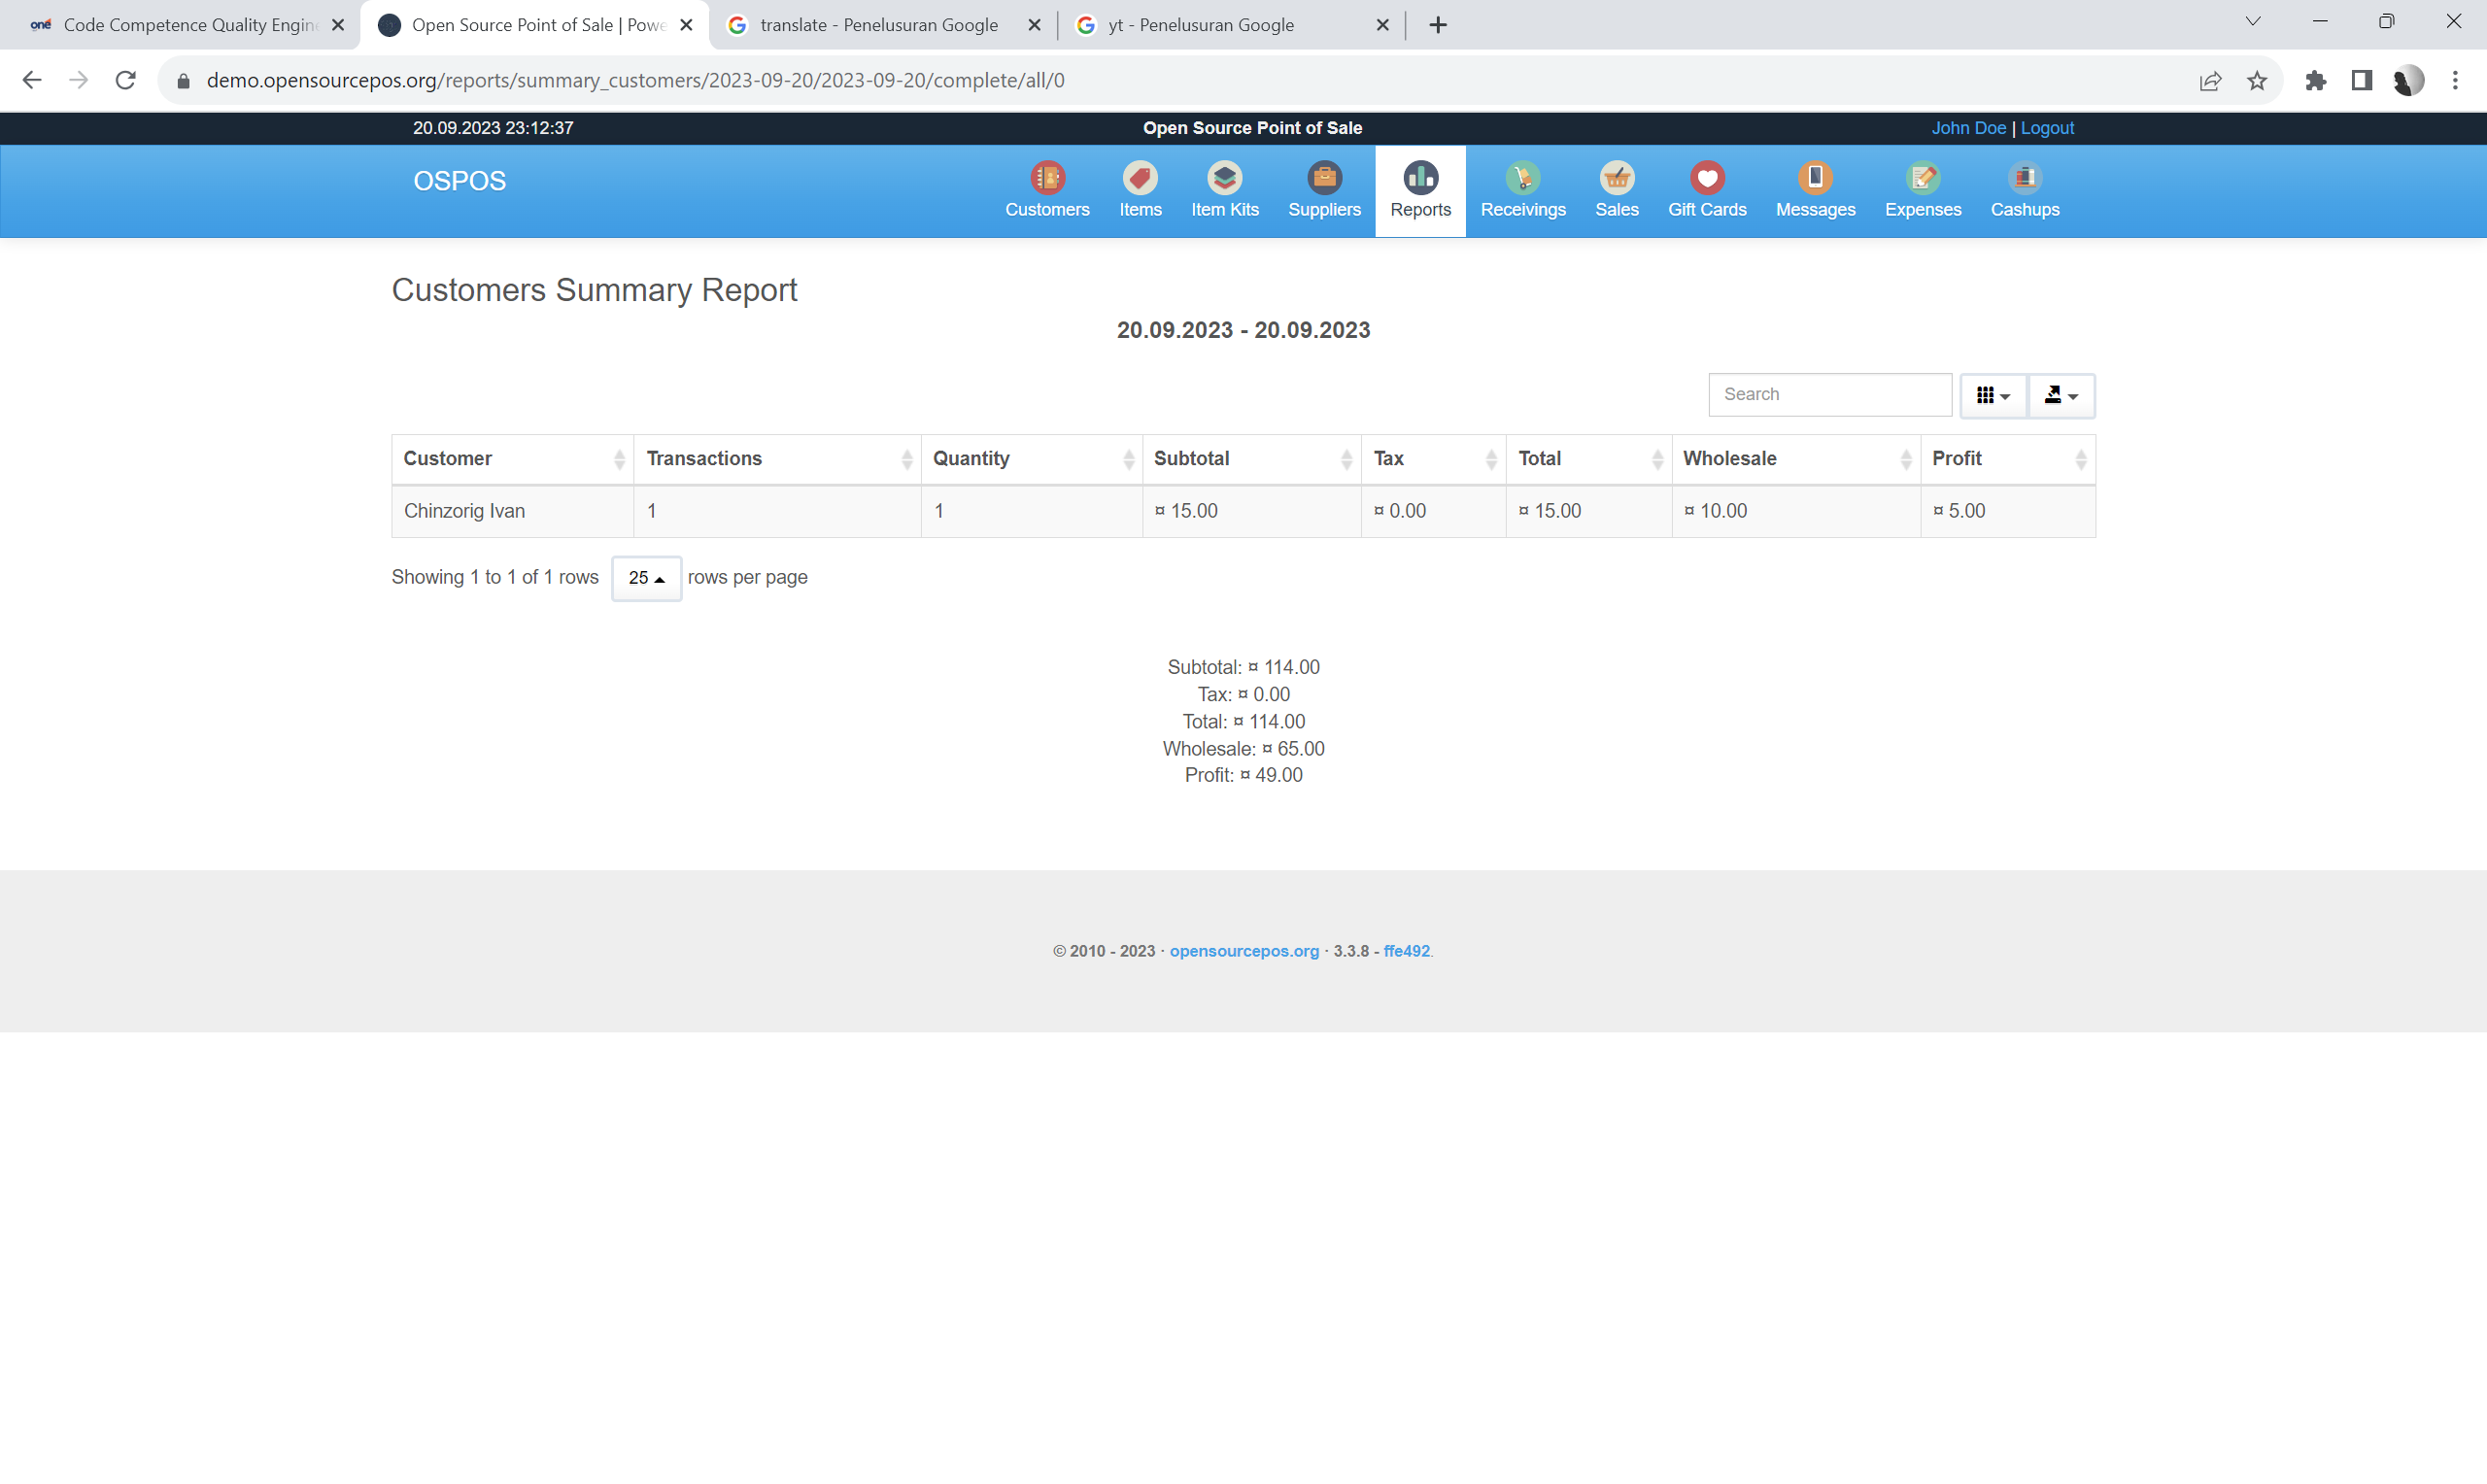 one Code Competence Quality Engine
Open Source Point of Sale | Powe
translate - Penelusuran Google
yt - Penelusuran Google
demo.opensourcepos.org/reports/summary_customers/2023-09-20/2023-09-20/complete/all/0
20.09.2023 23:12:37 Open Source Point of Sale John Doe | Logout
OSPOS
Customers Items Item Kits Suppliers Reports Receivings Sales Gift Cards Messages Expenses Cashups
Customers Summary Report
20.09.2023 - 20.09.2023
Search
Customer Transactions Quantity Subtotal Tax Total Wholesale Profit
Chinzorig Ivan 1 1 ¤ 15.00 ¤ 0.00 ¤ 15.00 ¤ 10.00 ¤ 5.00
Showing 1 to 1 of 1 rows 25 rows per page
Subtotal: ¤ 114.00
Tax: ¤ 0.00
Total: ¤ 114.00
Wholesale: ¤ 65.00
Profit: ¤ 49.00
© 2010 - 2023 · opensourcepos.org · 3.3.8 - ffe492.